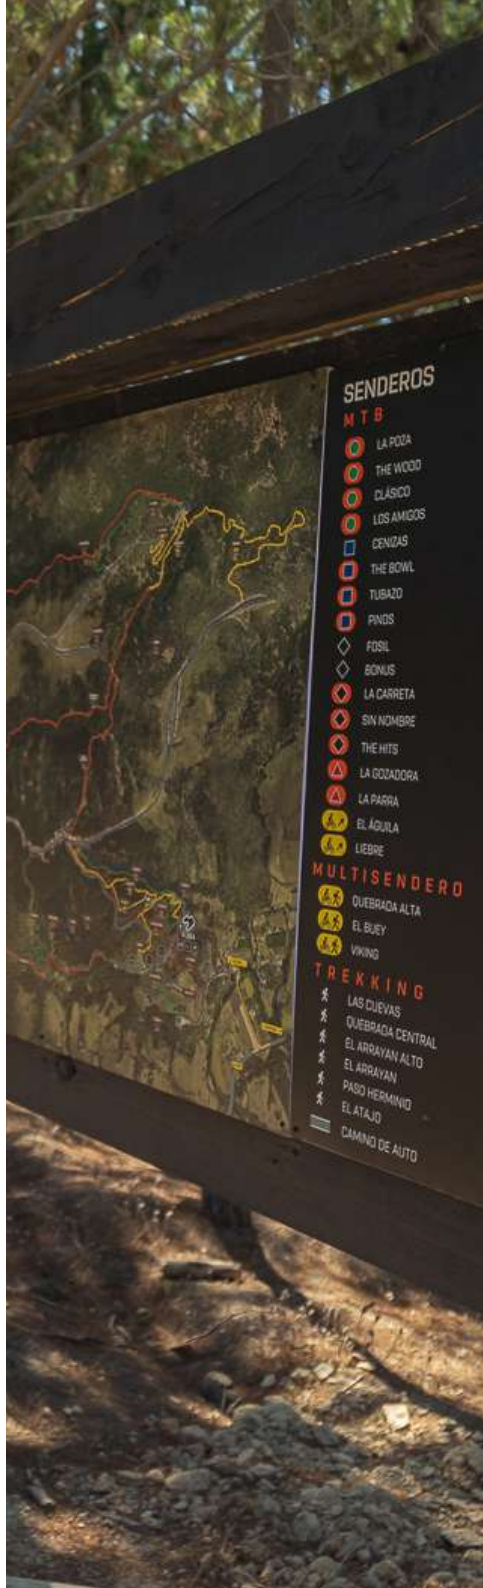 SENDEROS
MTB
LA POZA
THE WOOD
CLÁSICO
LOS AMIGOS
CENIZAS
THE BOWL
TUBAZO
PINOS
FOSIL
BONUS
LA CARRETA
SIN NOMBRE
THE HITS
LA GOZADORA
LA PARRA
EL ÁGUILA
LIEBRE
MULTISENDERO
QUEBRADA ALTA
EL BUEY
VIKING
TREKKING
LAS CUEVAS
QUEBRADA CENTRAL
EL ARRAYAN ALTO
EL ARRAYAN
PASO HERMINIO
EL ATAJO
CAMINO DE AUTO